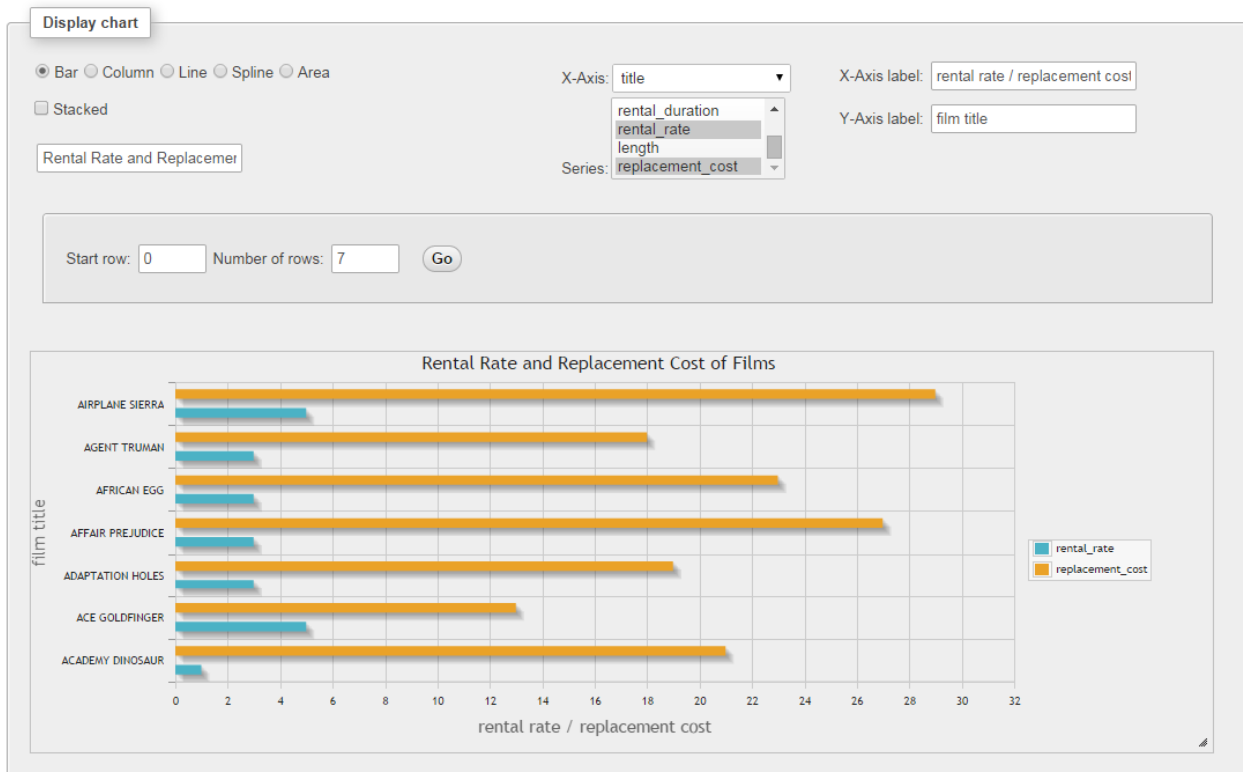 Display chart
Bar Column Line Spline Area
Stacked
Rental Rate and Replacemer
X-Axis: title
rental_duration
rental_rate
length
Series: replacement_cost
X-Axis label: rental rate / replacement cost
Y-Axis label: film title
Start row: 0 Number of rows: 7 Go
Rental Rate and Replacement Cost of Films
film title
AIRPLANE SIERRA
AGENT TRUMAN
AFRICAN EGG
AFFAIR PREJUDICE
ADAPTATION HOLES
ACE GOLDFINGER
ACADEMY DINOSAUR
0 2 4 6 8 10 12 14 16 18 20 22 24 26 28 30 32
rental rate / replacement cost
rental_rate
replacement_cost